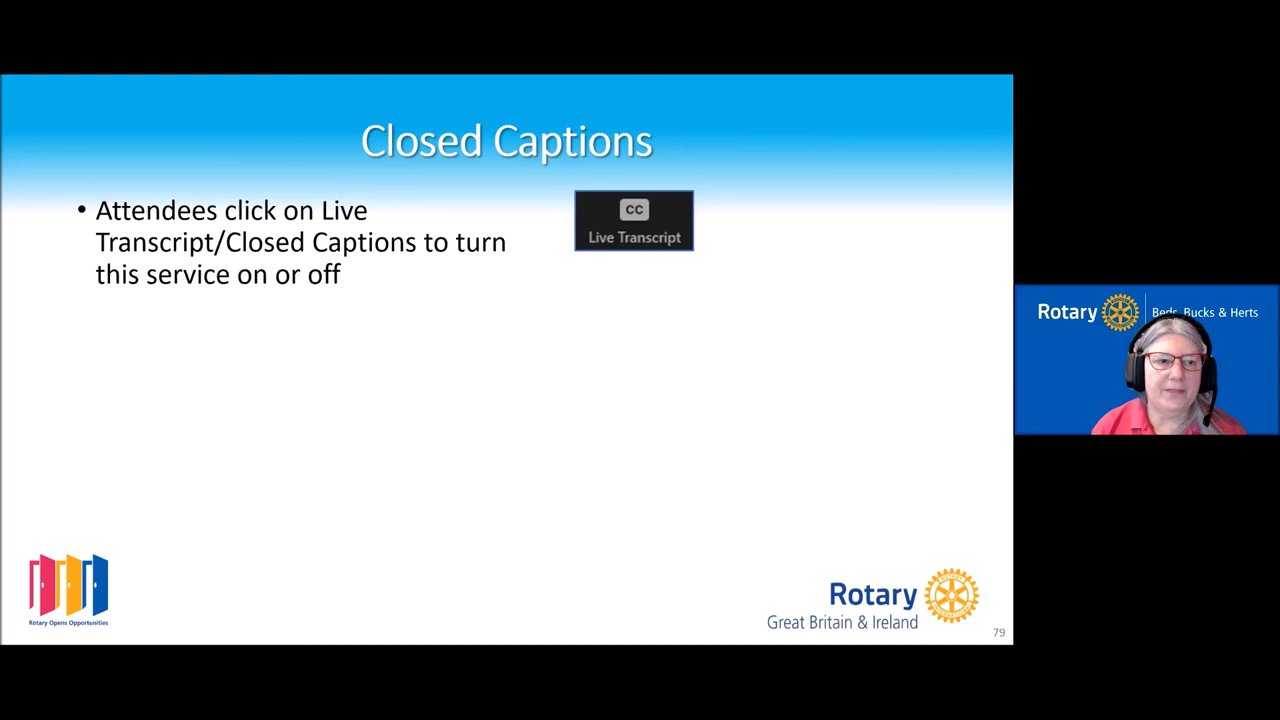 Closed Captions
• Attendees click on Live
Transcript/Closed Captions to turn
this service on or off
CC
Live Transcript
Rotary
Beds, Bucks & Herts
Rotary Opens Opportunities
Rotary
Great Britain & Ireland
79